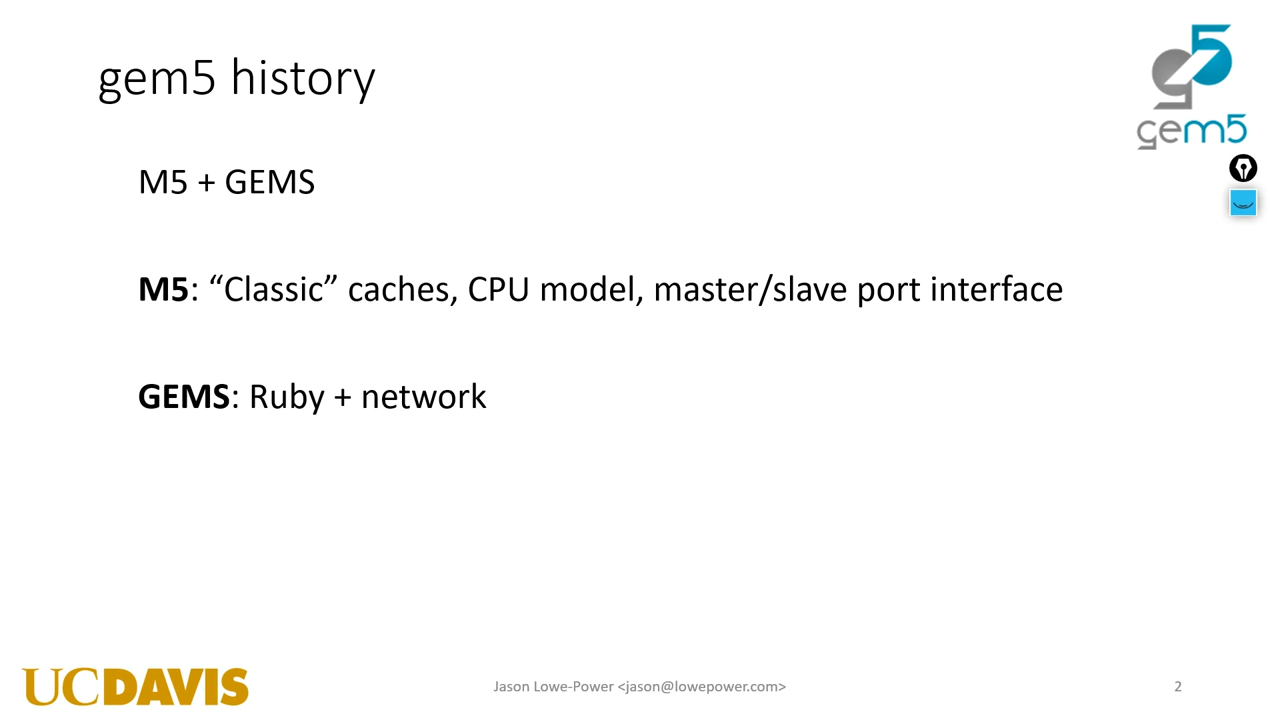 gem5 history
gem5
M5 + GEMS
M5: “Classic” caches, CPU model, master/slave port interface
GEMS: Ruby + network
UCDAVIS
Jason Lowe-Power <jason@lowepower.com>
2